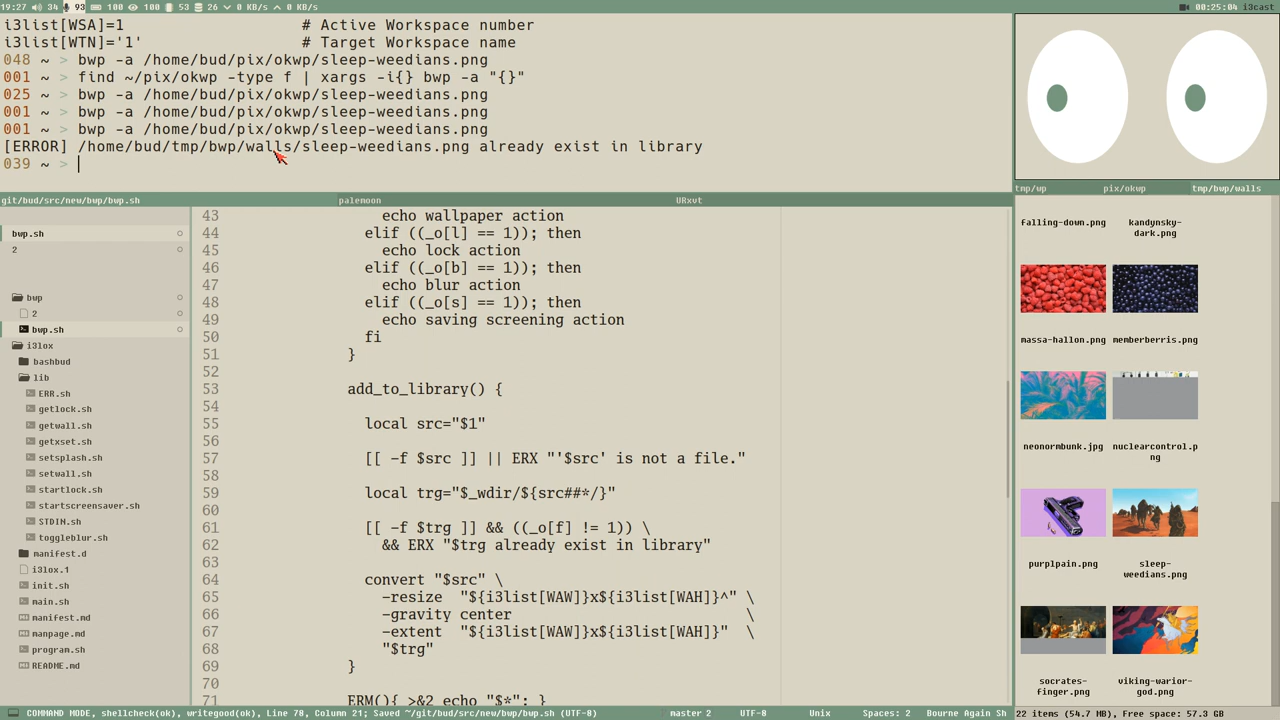 19:27 34 93 100 100 53 26 0 KB/s 0 KB/s
00:25:04 i3cast
i3list[WSA]=1 # Active Workspace number
i3list[WTN]='1' # Target Workspace name
048 ~ > bwp -a /home/bud/pix/okwp/sleep-weedians.png
001 ~ > find ~/pix/okwp -type f | xargs -i{} bwp -a "{}"
025 ~ > bwp -a /home/bud/pix/okwp/sleep-weedians.png
001 ~ > bwp -a /home/bud/pix/okwp/sleep-weedians.png
001 ~ > bwp -a /home/bud/pix/okwp/sleep-weedians.png
[ERROR] /home/bud/tmp/bwp/walls/sleep-weedians.png already exist in library
039 ~ >
git/bud/src/new/bwp/bwp.sh palemoon URxvt
bwp.sh
2
bwp
2
bwp.sh
i3lox
bashbud
lib
ERR.sh
getlock.sh
getwall.sh
getxset.sh
setsplash.sh
setwall.sh
startlock.sh
startscreensaver.sh
STDIN.sh
toggleblur.sh
manifest.d
i3lox.1
init.sh
main.sh
manifest.md
manpage.md
program.sh
README.md
43 echo wallpaper action
44 elif ((_o[l] == 1)); then
45 echo lock action
46 elif ((_o[b] == 1)); then
47 echo blur action
48 elif ((_o[s] == 1)); then
49 echo saving screening action
50 fi
51 }
52
53 add_to_library() {
54
55 local src="$1"
56
57 [[ -f $src ]] || ERX "'$src' is not a file."
58
59 local trg="$_wdir/${src##*/}"
60
61 [[ -f $trg ]] && ((_o[f] != 1)) \
62 && ERX "$trg already exist in library"
63
64 convert "$src" \
65 -resize "${i3list[WAW]}x${i3list[WAH]}^" \
66 -gravity center \
67 -extent "${i3list[WAW]}x${i3list[WAH]}" \
68 "$trg"
69 }
70
71 ERM(){ >&2 echo "$*"; }
COMMAND MODE, shellcheck(ok), writegood(ok), Line 78, Column 21; Saved ~/git/bud/src/new/bwp/bwp.sh (UTF-8) master 2 UTF-8 Unix Spaces: 2 Bourne Again Sh
tmp/wp pix/okwp tmp/bwp/walls
falling-down.png
kandynsky-
dark.png
massa-hallon.png
memberberris.png
neonornbunk.jpg
nuclearcontrol.p
ng
purplpain.png
sleep-
weedians.png
socrates-
finger.png
viking-warior-
god.png
22 items (54.7 MB), Free space: 57.3 GB